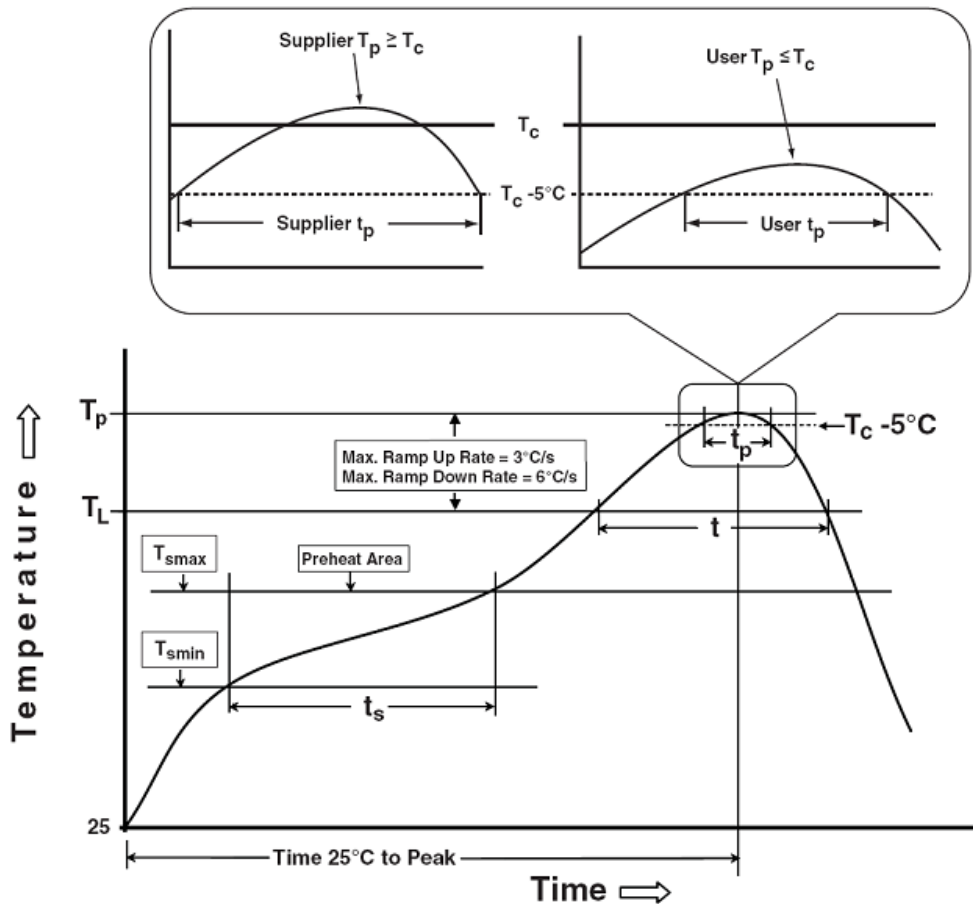 Supplier Tp ≥ Tc
User Tp ≤ Tc
Tc
Tc -5°C
Supplier tp
User tp
Tp
Tc -5°C
tp
Max. Ramp Up Rate = 3°C/s
Max. Ramp Down Rate = 6°C/s
TL
t
Tsmax
Preheat Area
Tsmin
ts
Temperature
25
Time 25°C to Peak
Time